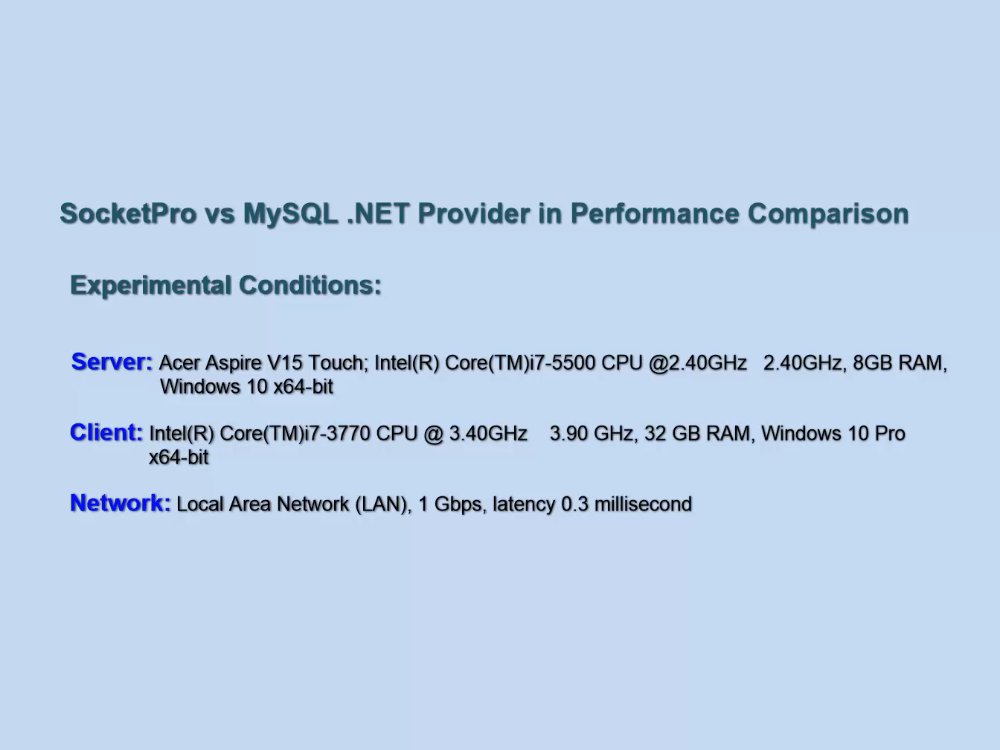 SocketPro vs MySQL .NET Provider in Performance Comparison
Experimental Conditions:
Server: Acer Aspire V15 Touch; Intel(R) Core(TM)i7-5500 CPU @2.40GHz   2.40GHz, 8GB RAM,
Windows 10 x64-bit
Client: Intel(R) Core(TM)i7-3770 CPU @ 3.40GHz    3.90 GHz, 32 GB RAM, Windows 10 Pro
x64-bit
Network: Local Area Network (LAN), 1 Gbps, latency 0.3 millisecond